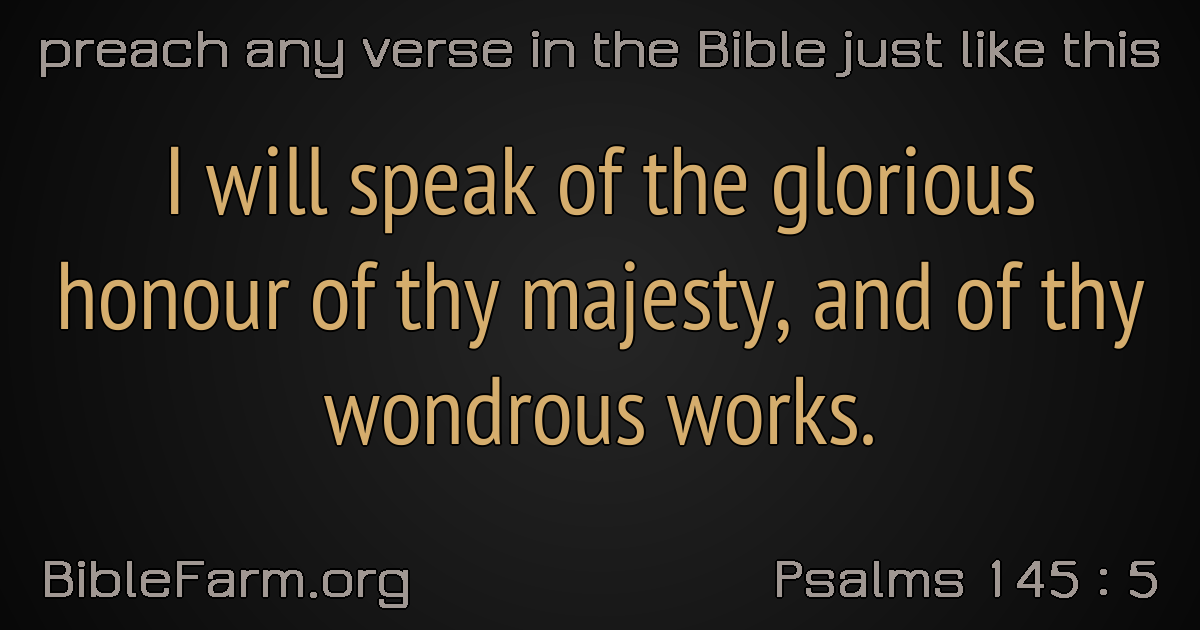 preach any verse in the Bible just like this
I will speak of the glorious
honour of thy majesty, and of thy
wondrous works.
BibleFarm.org
Psalms 145 : 5